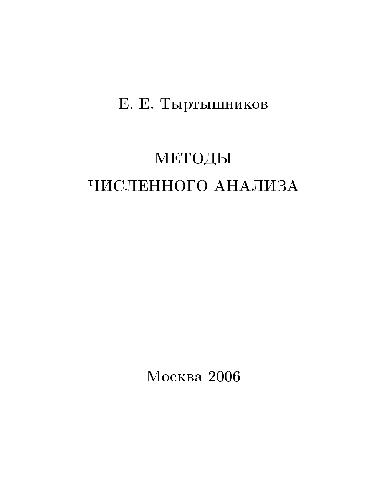 Е. Е. Тыртышников
МЕТОДЫ
ЧИСЛЕННОГО АНАЛИЗА
Москва 2006